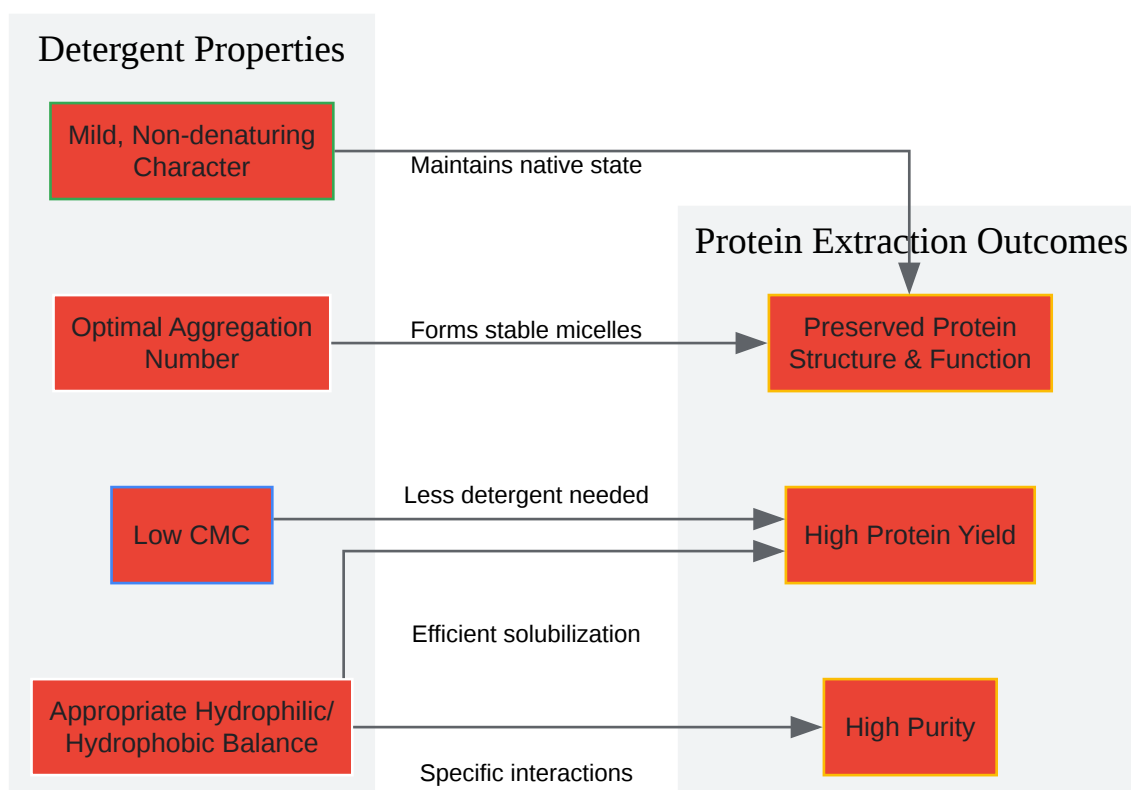 Detergent Properties
Mild, Non-denaturing
Character
Maintains native state
Protein Extraction Outcomes
Optimal Aggregation
Number
Forms stable micelles
Preserved Protein
Structure & Function
Low CMC
Less detergent needed
High Protein Yield
Efficient solubilization
Appropriate Hydrophilic/
Hydrophobic Balance
Specific interactions
High Purity